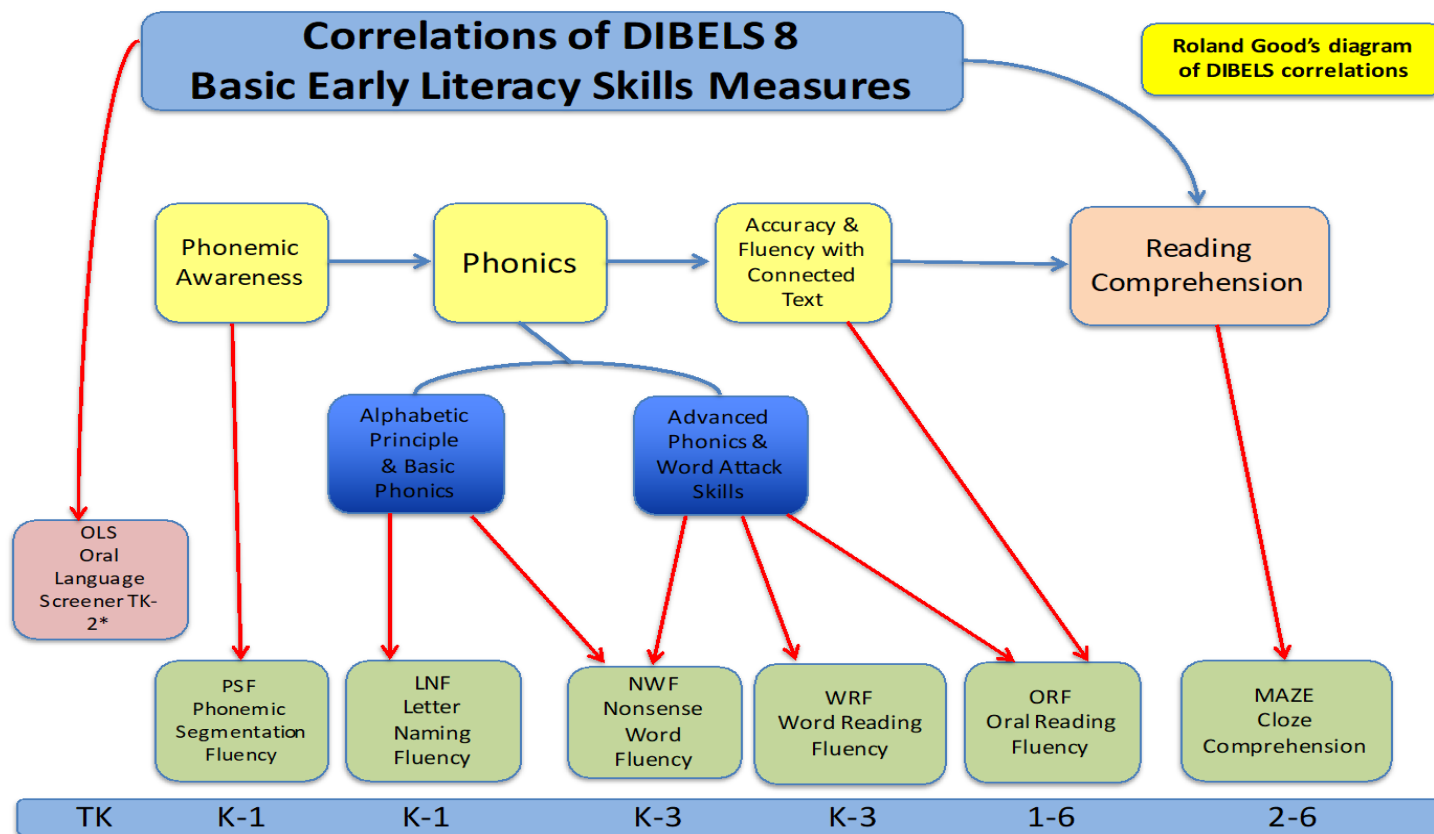 Correlations of DIBELS 8
Basic Early Literacy Skills Measures
Roland Good’s diagram
of DIBELS correlations
Phonemic
Awareness
Phonics
Accuracy &
Fluency with
Connected
Text
Reading
Comprehension
Alphabetic
Principle
& Basic
Phonics
Advanced
Phonics &
Word Attack
Skills
OLS
Oral
Language
Screener TK-
2*
PSF
Phonemic
Segmentation
Fluency
LNF
Letter
Naming
Fluency
NWF
Nonsense
Word
Fluency
WRF
Word Reading
Fluency
ORF
Oral Reading
Fluency
MAZE
Cloze
Comprehension
TK K-1 K-1 K-3 K-3 1-6 2-6